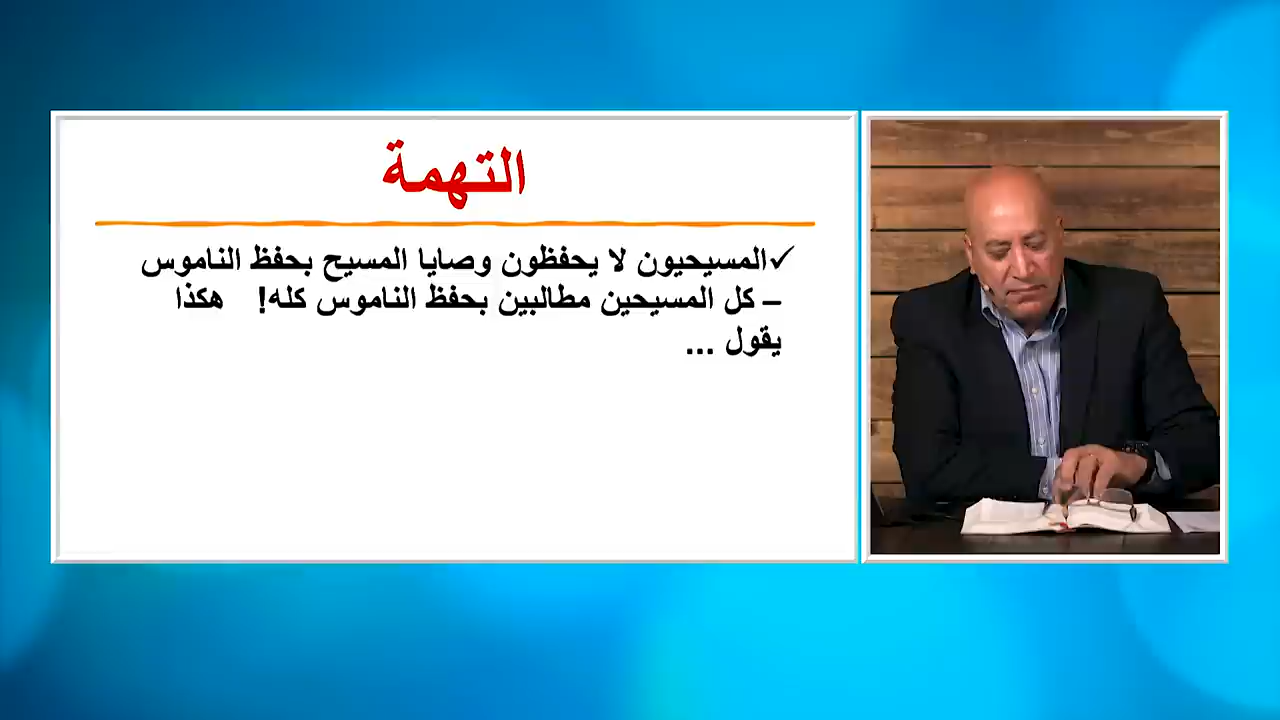 التهمة
✓المسيحيون لا يحفظون وصايا المسيح بحفظ الناموس
– كل المسيحين مطالبين بحفظ الناموس كله! هكذا
يقول ...